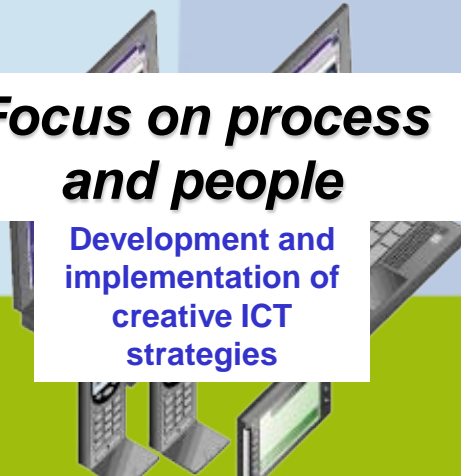 Focus on process
and people
Development and
implementation of
creative ICT
strategies